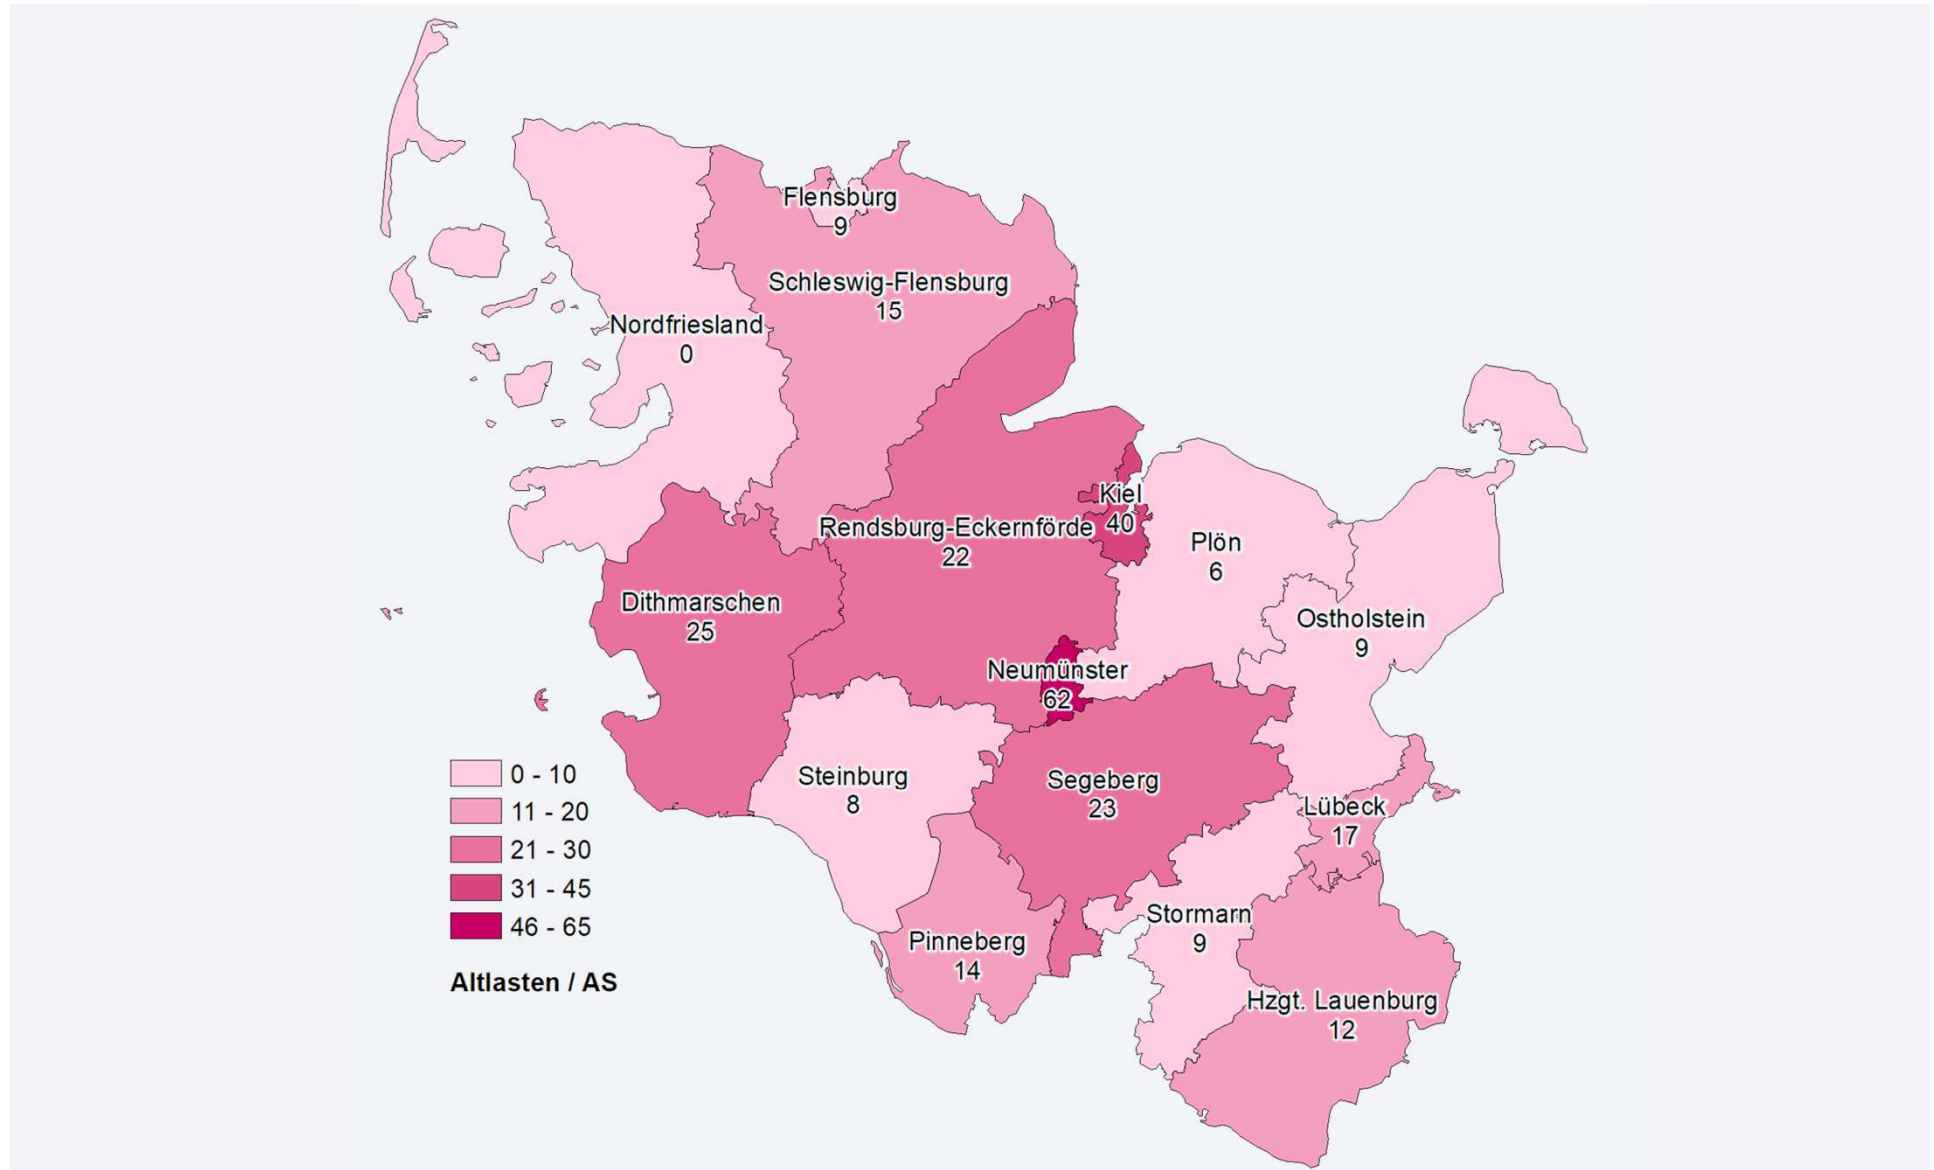 Flensburg
9
Schleswig-Flensburg
15
Nordfriesland
0
Kiel
40
Rendsburg-Eckernförde
22
Plön
6
Dithmarschen
25
Ostholstein
9
Neumünster
62
Steinburg
8
Segeberg
23
Lübeck
17
Stormarn
9
Pinneberg
14
Hzgt. Lauenburg
12
0 - 10
11 - 20
21 - 30
31 - 45
46 - 65
Altlasten / AS